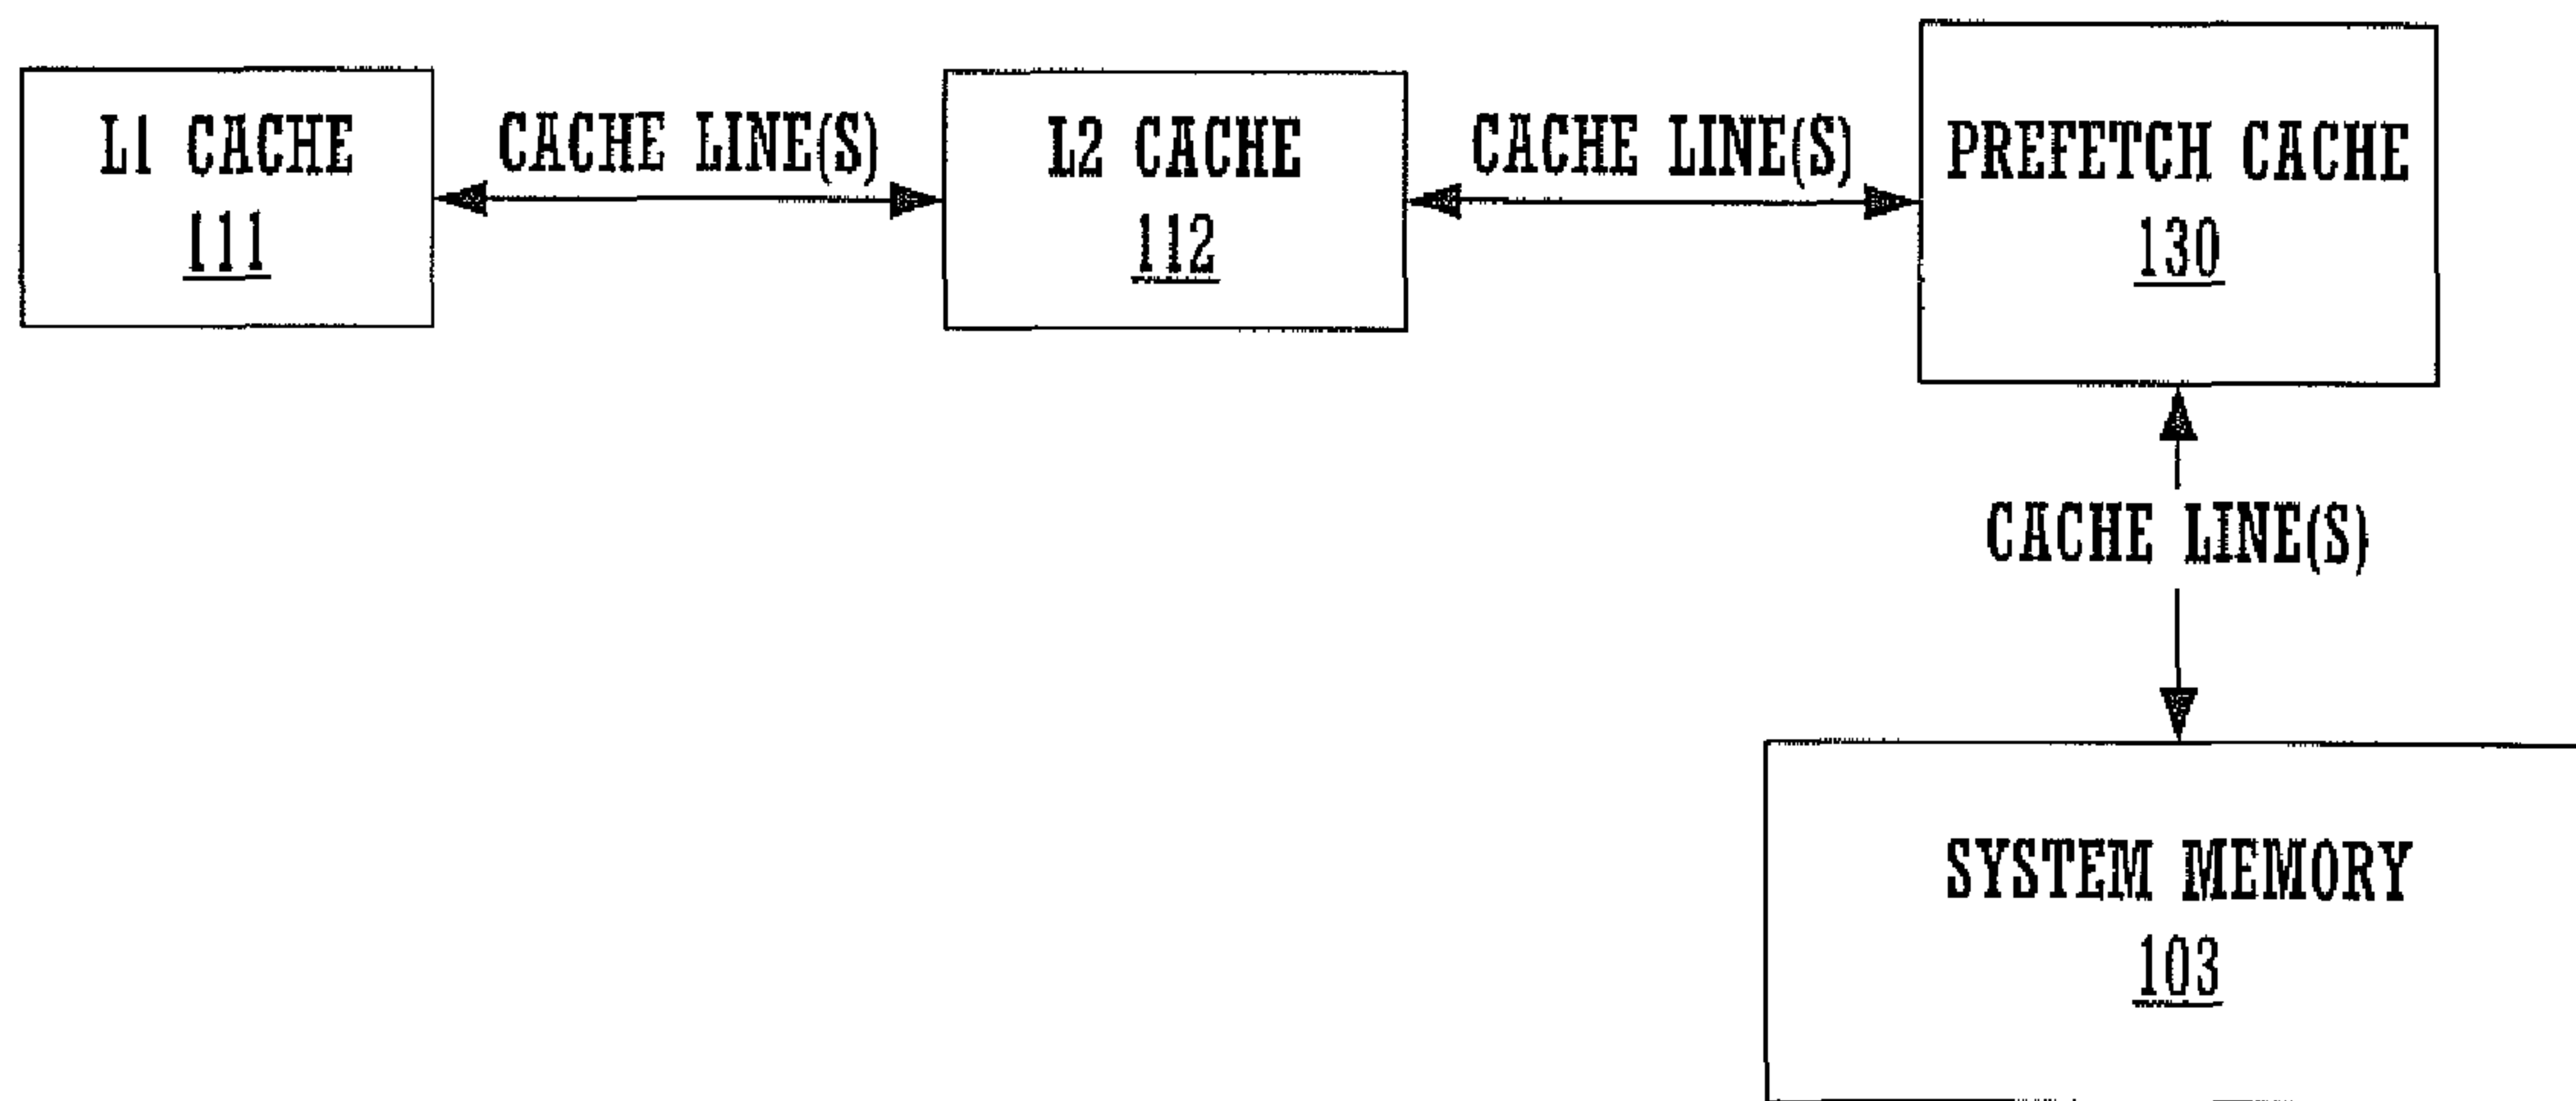 L1 CACHE
111
CACHE LINE(S)
L2 CACHE
112
CACHE LINE(S)
PREFETCH CACHE
130
CACHE LINE(S)
SYSTEM MEMORY
103